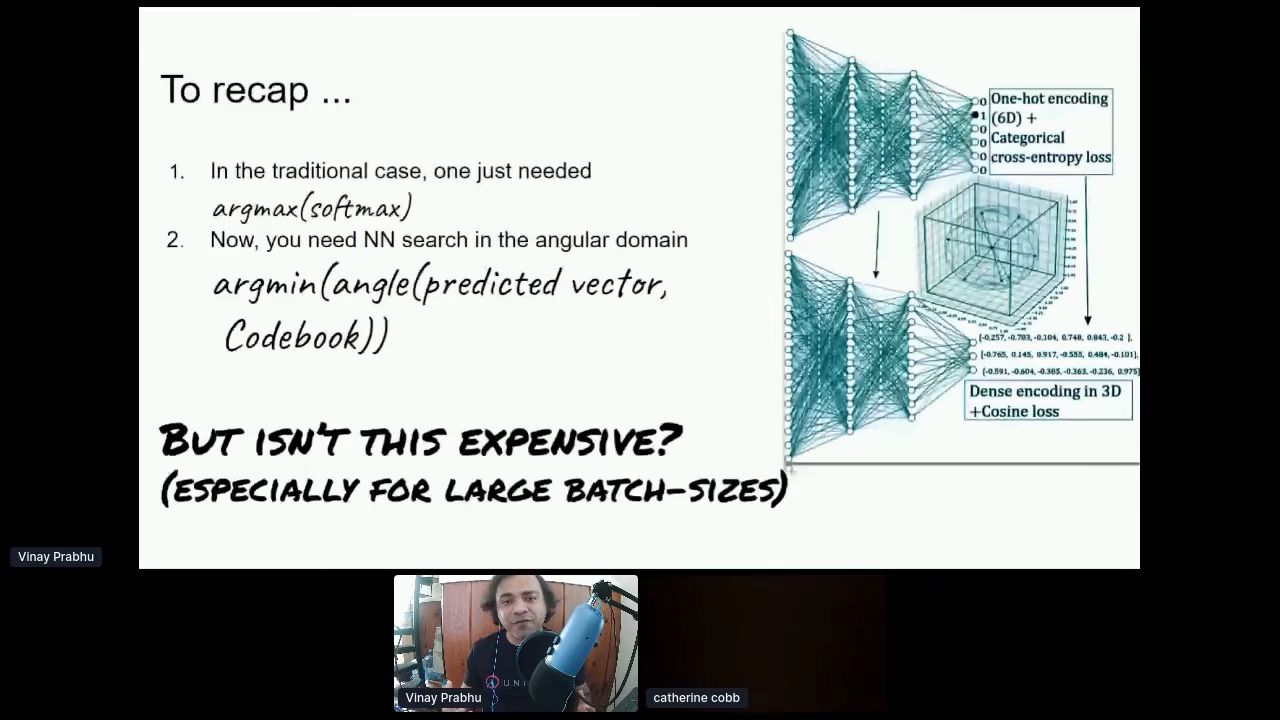 To recap ...
1. In the traditional case, one just needed
argmax(softmax)
2. Now, you need NN search in the angular domain
argmin(angle(predicted vector,
Codebook))
BUT ISN'T THIS EXPENSIVE?
(ESPECIALLY FOR LARGE BATCH-SIZES)
0
1
0
0
0
0
One-hot encoding
(6D) +
Categorical
cross-entropy loss
[-0.257, -0.783, -0.104, 0.748, 0.843, -0.2 ],
[-0.765, 0.145, 0.917, -0.555, 0.484, -0.101],
[-0.591, -0.604, -0.385, -0.363, -0.236, 0.975]
Dense encoding in 3D
+Cosine loss
Vinay Prabhu
UNI
Vinay Prabhu
catherine cobb